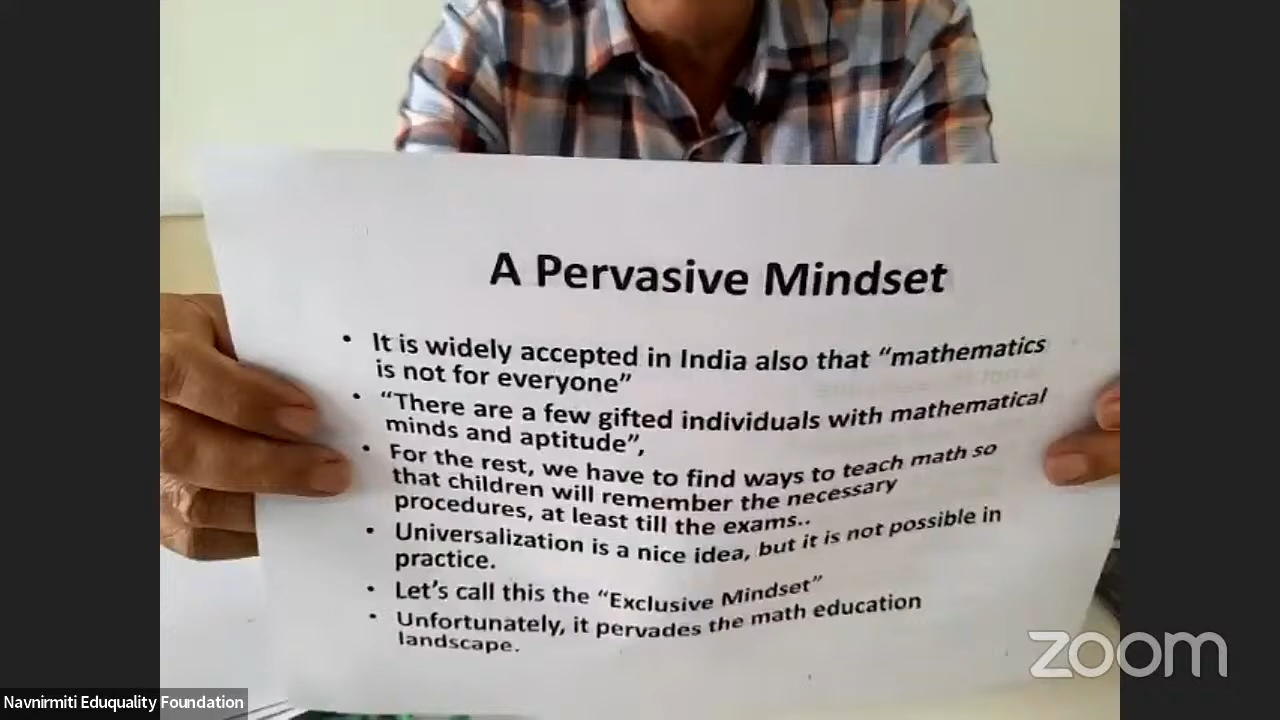 A Pervasive Mindset
• It is widely accepted in India also that “mathematics
is not for everyone”
• “There are a few gifted individuals with mathematical
minds and aptitude”,
• For the rest, we have to find ways to teach math so
that children will remember the necessary
procedures, at least till the exams..
• Universalization is a nice idea, but it is not possible in
practice.
• Let’s call this the “Exclusive Mindset”
• Unfortunately, it pervades the math education
landscape.
zoom
Navnirmiti Eduquality Foundation